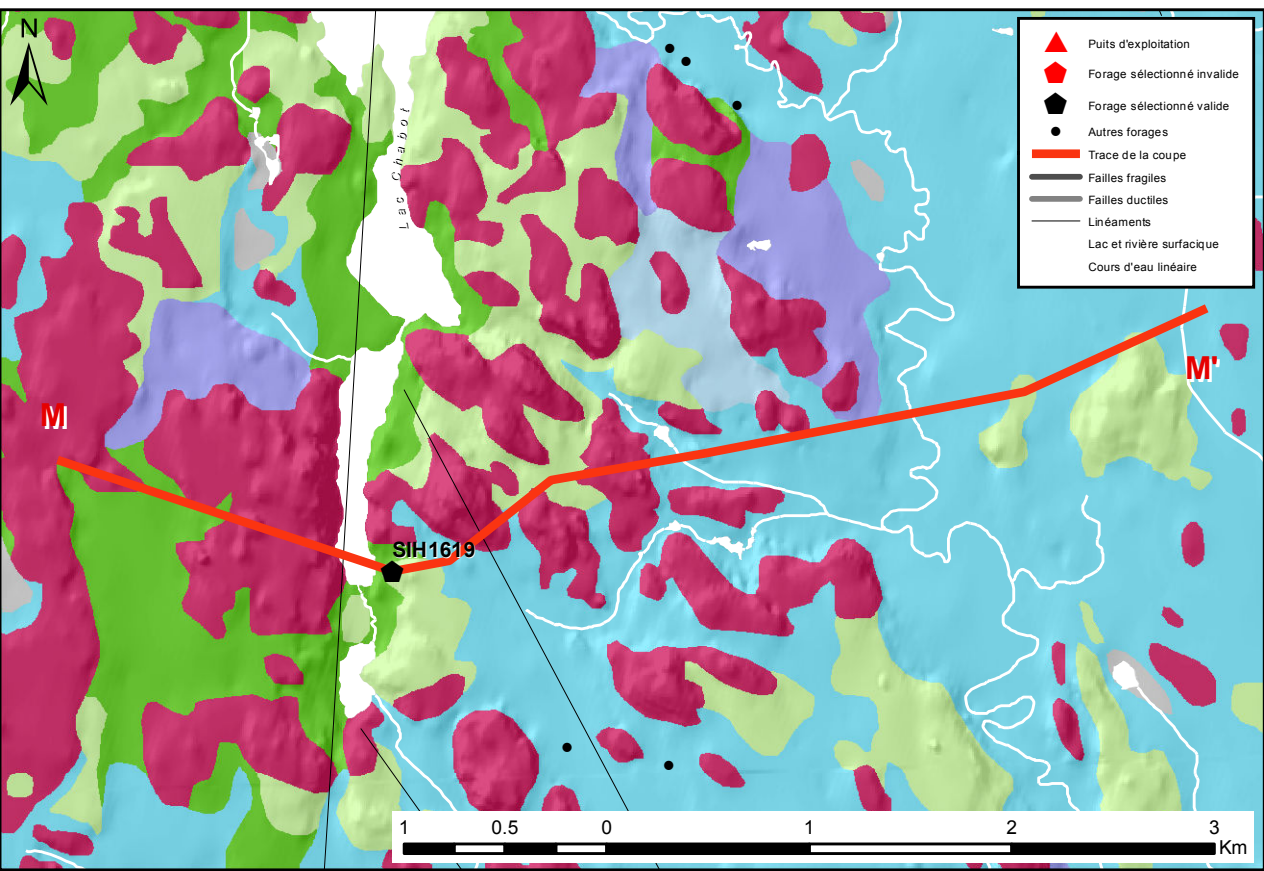 N
Puits d'exploitation
Forage sélectionné invalide
Forage sélectionné valide
Autres forages
Trace de la coupe
Failles fragiles
Failles ductiles
Linéaments
Lac et rivière surfacique
Cours d'eau linéaire
Lac Chabot
M'
M
SIH1619
1 0.5 0 1 2 3
Km